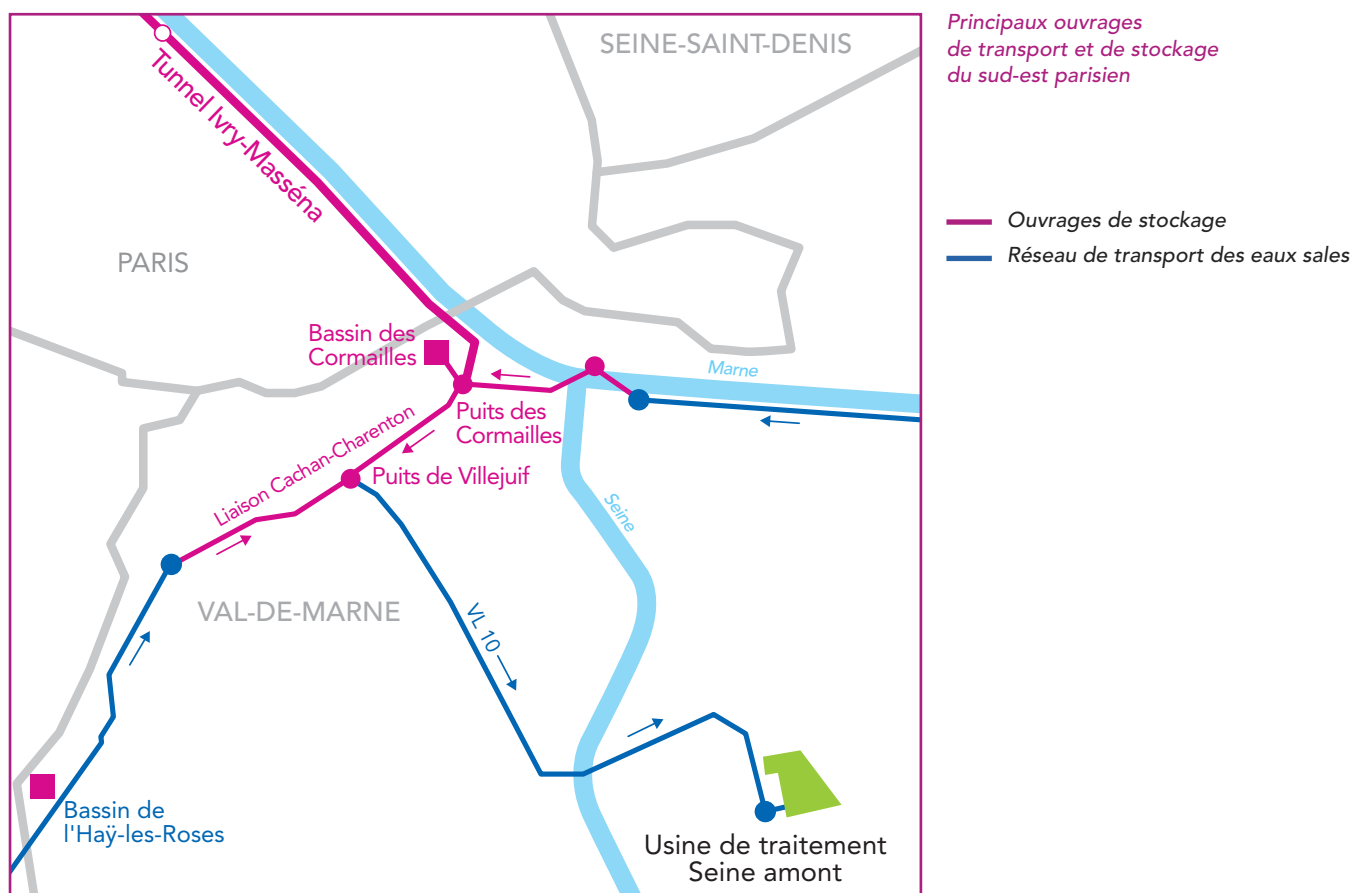 SEINE-SAINT-DENIS
Tunnel Ivry-Masséna
PARIS
Bassin des
Cormailles
Marne
Puits des
Cormailles
Liaison Cachan-Charenton
Puits de Villejuif
Seine
VAL-DE-MARNE
VL 10
Bassin de
l'Haÿ-les-Roses
Usine de traitement
Seine amont
Principaux ouvrages
de transport et de stockage
du sud-est parisien
Ouvrages de stockage
Réseau de transport des eaux sales